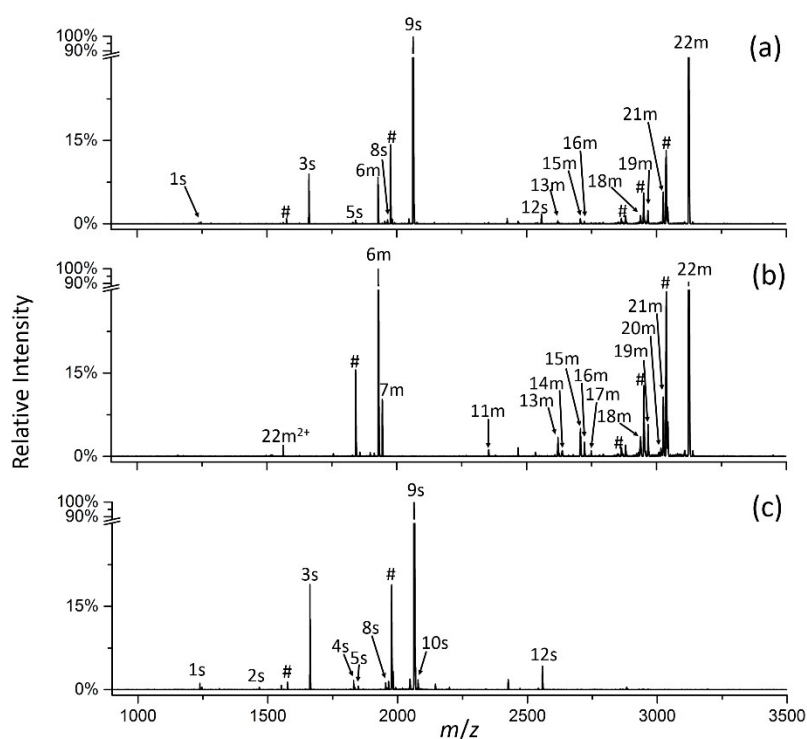 (a)
100%
90%
15%
0%
1s
#
3s
5s
6m
8s
#
9s
12s
13m
15m
16m
18m
#
#
19m
21m
#
22m
(b)
100%
90%
15%
0%
22m2+
#
6m
7m
11m
13m
14m
15m
16m
17m
18m
#
#
19m
20m
21m
#
22m
(c)
100%
90%
15%
0%
1s
2s
#
3s
4s
5s
8s
#
9s
10s
12s
1000
1500
2000
2500
3000
3500
m/z
Relative Intensity